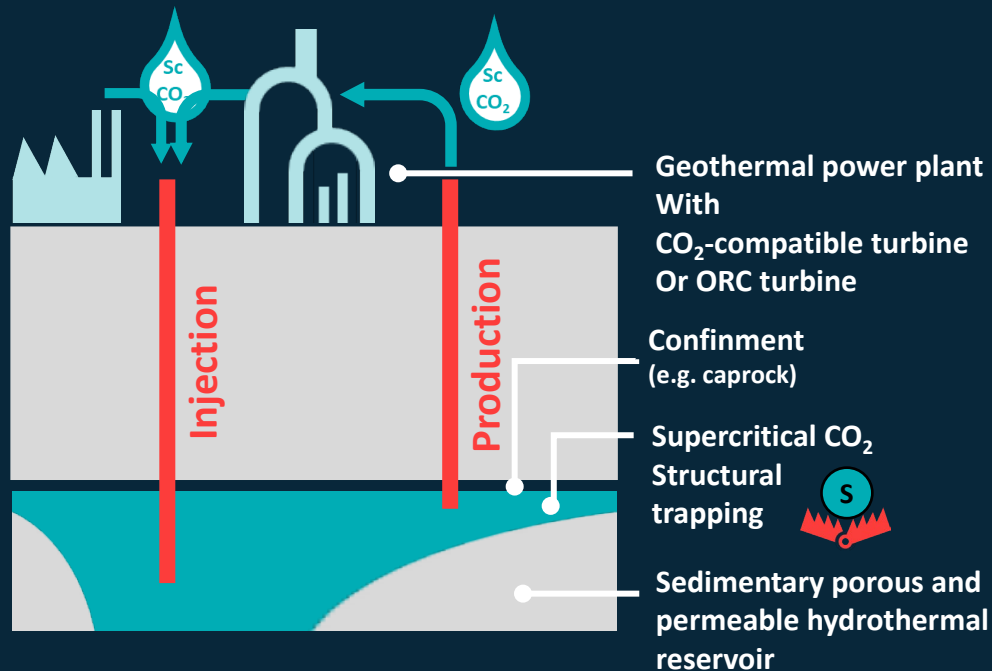 Sc
CO₂
Sc
CO₂
Geothermal power plant
With
CO₂-compatible turbine
Or ORC turbine
Injection
Production
Confinment
(e.g. caprock)
Supercritical CO₂
Structural
trapping
S
Sedimentary porous and
permeable hydrothermal
reservoir